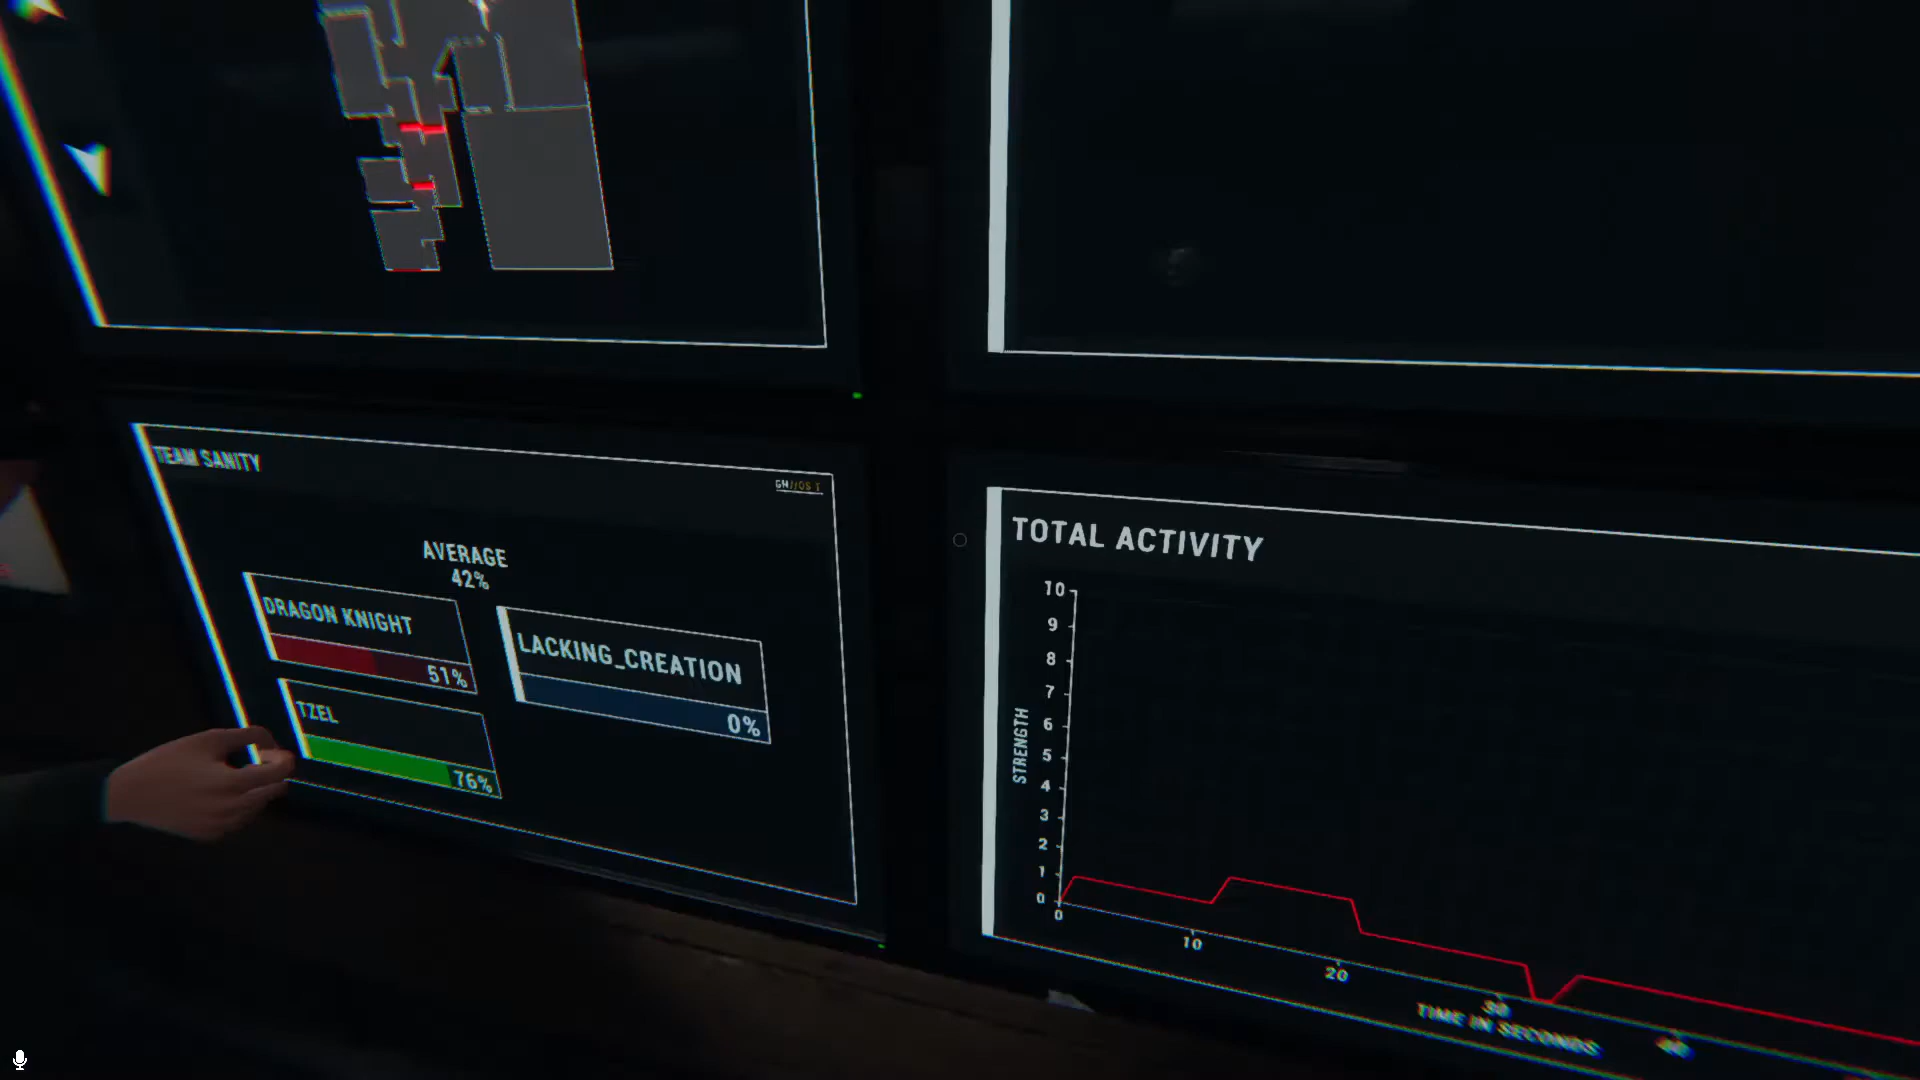 TEAM SANITY
AVERAGE
42%
DRAGON KNIGHT
51%
LACKING_CREATION
0%
TZEL
76%
TOTAL ACTIVITY
10
9
8
7
6
5
4
3
2
1
0
STRENGTH
0
10
20
30
40
TIME IN SECONDS